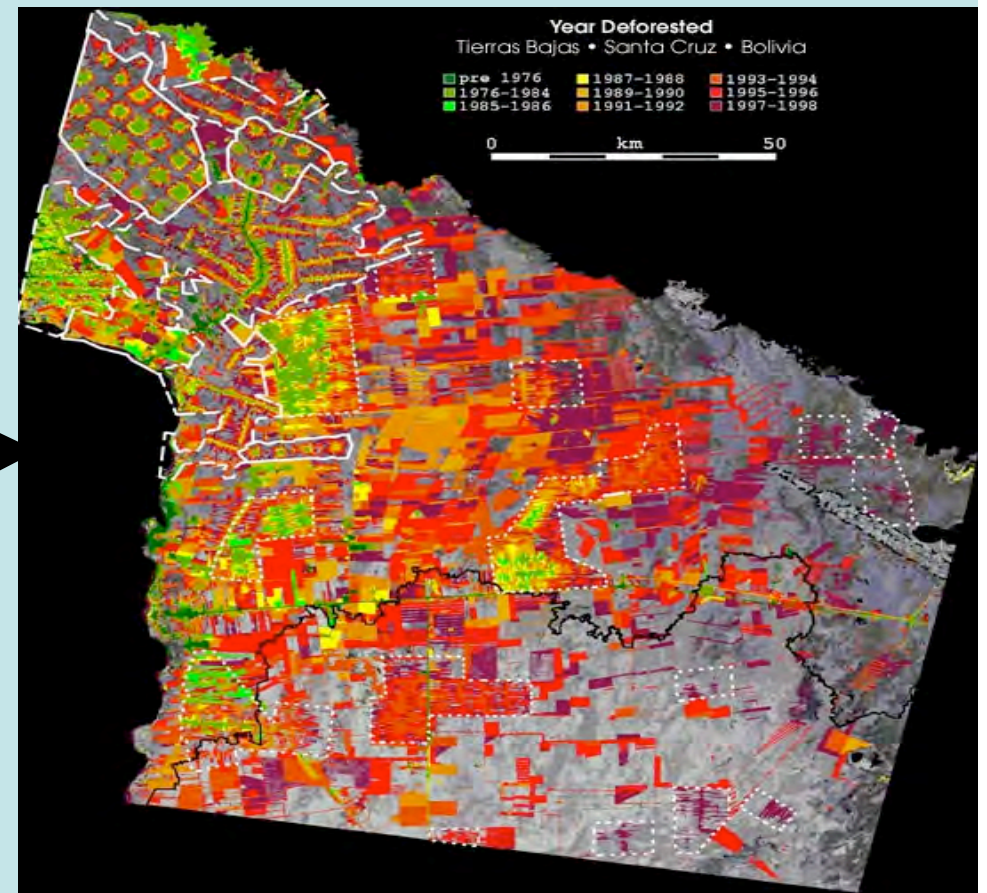 Year Deforested
Tierras Bajas • Santa Cruz • Bolivia
pre 1976 1987-1988 1993-1994
1976-1984 1989-1990 1995-1996
1985-1986 1991-1992 1997-1998
0 km 50